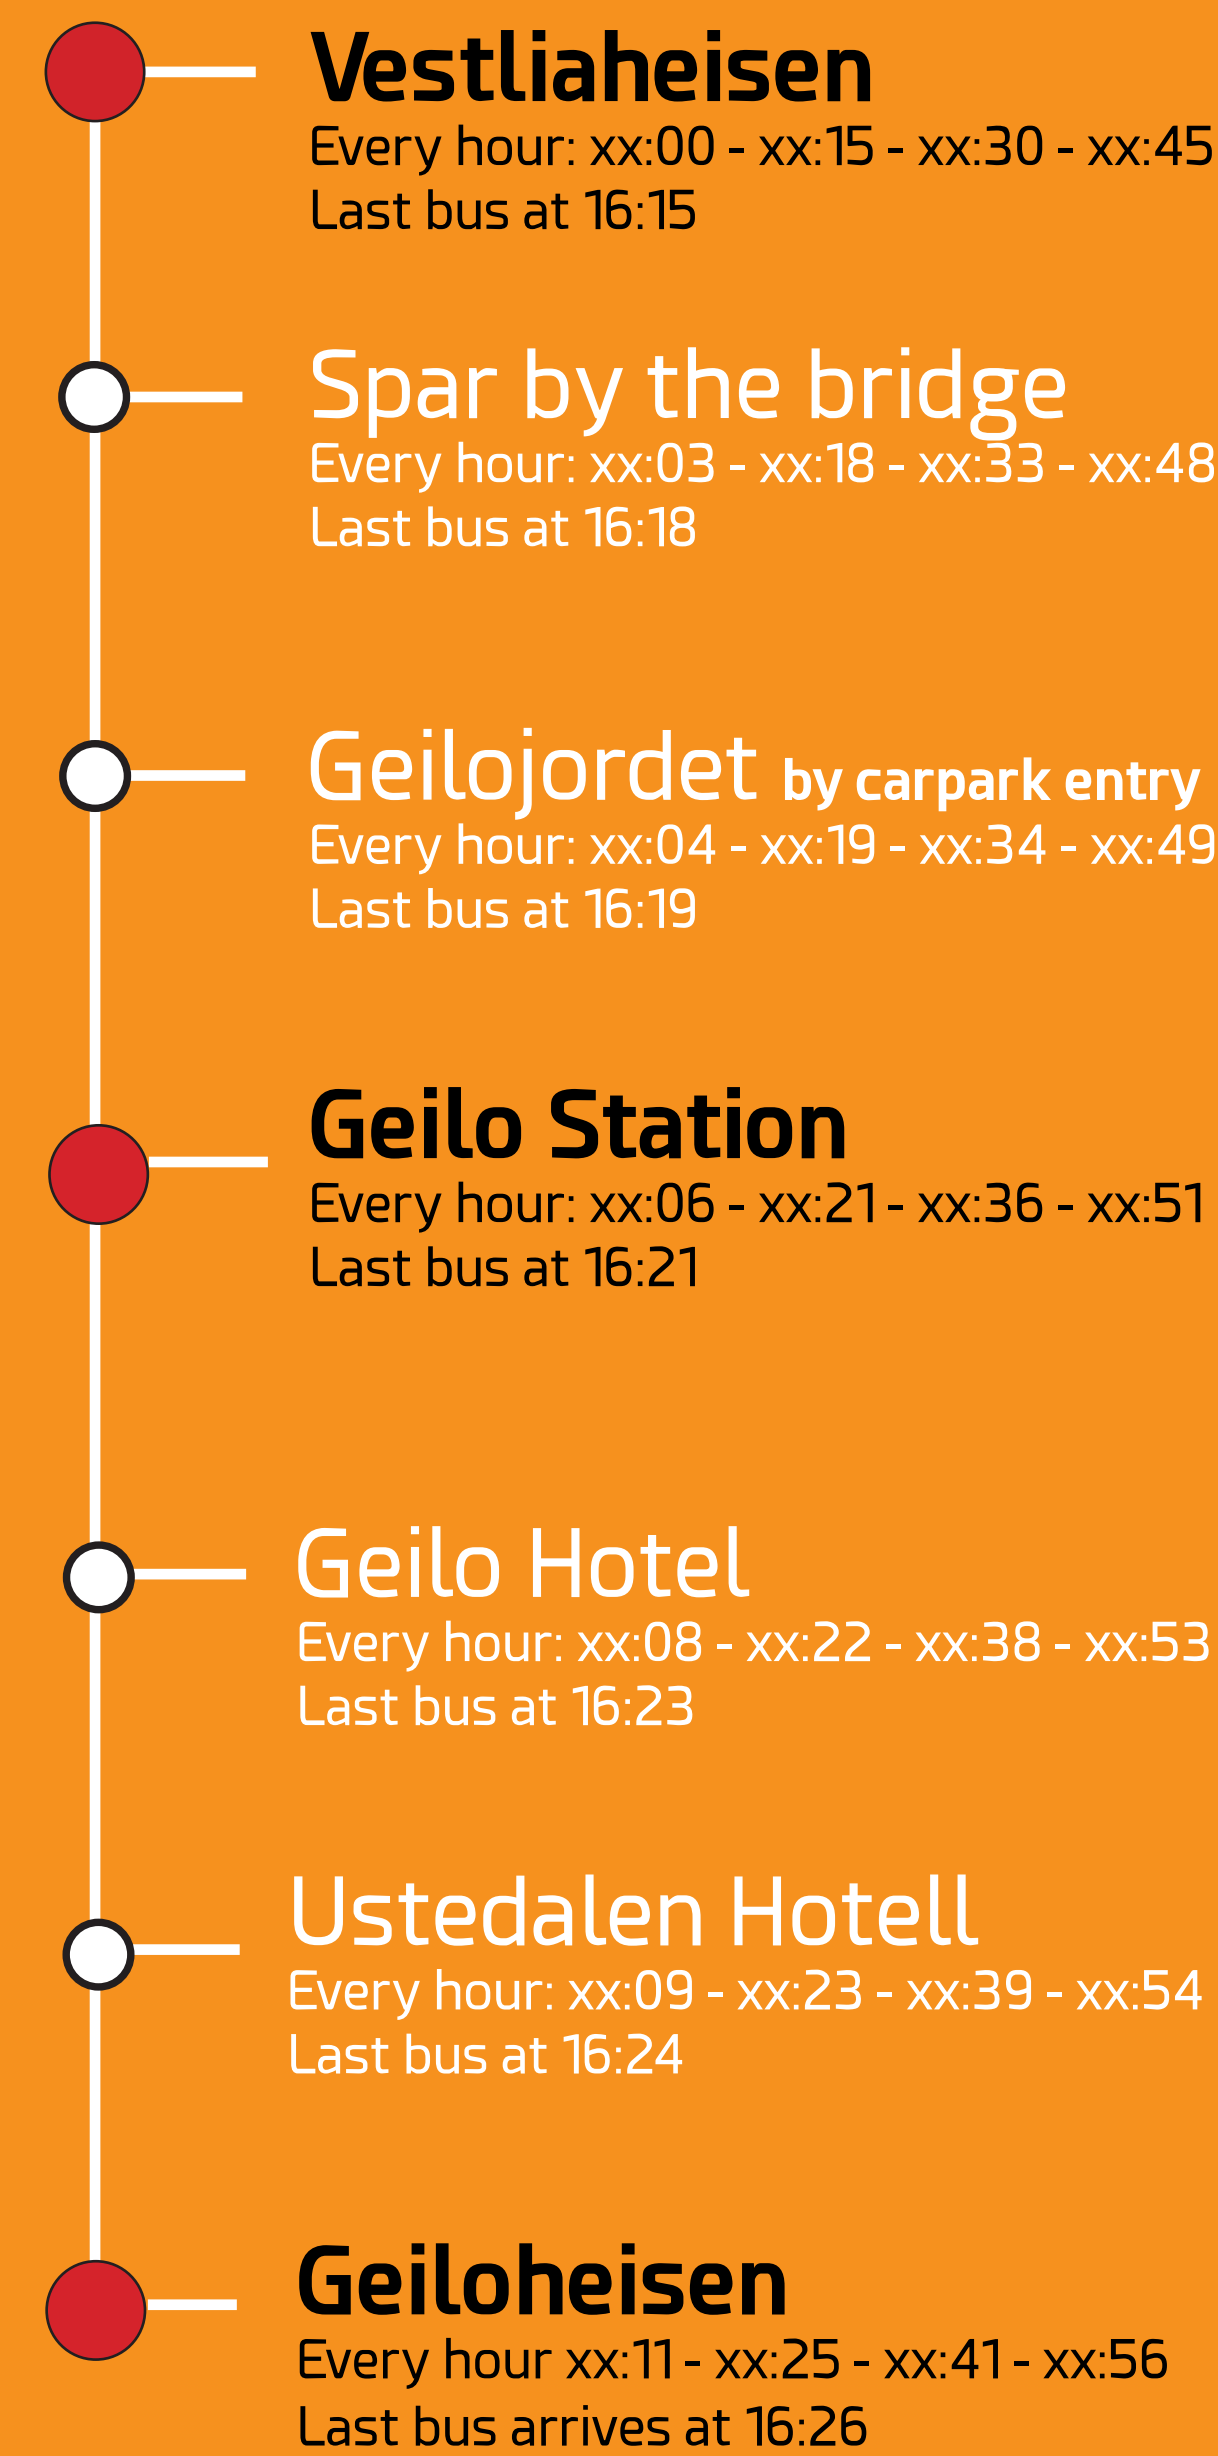 Vestliaheisen
Every hour: xx:00 - xx:15 - xx:30 - xx:45
Last bus at 16:15
Spar by the bridge
Every hour: xx:03 - xx:18 - xx:33 - xx:48
Last bus at 16:18
Geilojordet by carpark entry
Every hour: xx:04 - xx:19 - xx:34 - xx:49
Last bus at 16:19
Geilo Station
Every hour: xx:06 - xx:21 - xx:36 - xx:51
Last bus at 16:21
Geilo Hotel
Every hour: xx:08 - xx:22 - xx:38 - xx:53
Last bus at 16:23
Ustedalen Hotell
Every hour: xx:09 - xx:23 - xx:39 - xx:54
Last bus at 16:24
Geiloheisen
Every hour xx:11 - xx:25 - xx:41 - xx:56
Last bus arrives at 16:26